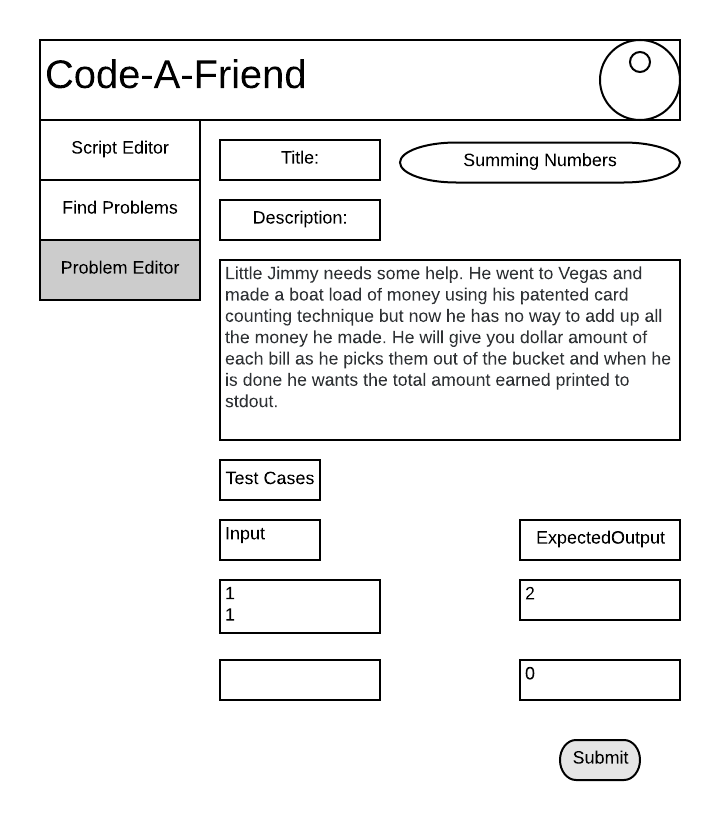 Code-A-Friend
Script Editor
Find Problems
Problem Editor
Title:
Summing Numbers
Description:
Little Jimmy needs some help. He went to Vegas and
made a boat load of money using his patented card
counting technique but now he has no way to add up all
the money he made. He will give you dollar amount of
each bill as he picks them out of the bucket and when he
is done he wants the total amount earned printed to
stdout.
Test Cases
Input
ExpectedOutput
1
1
2
0
Submit